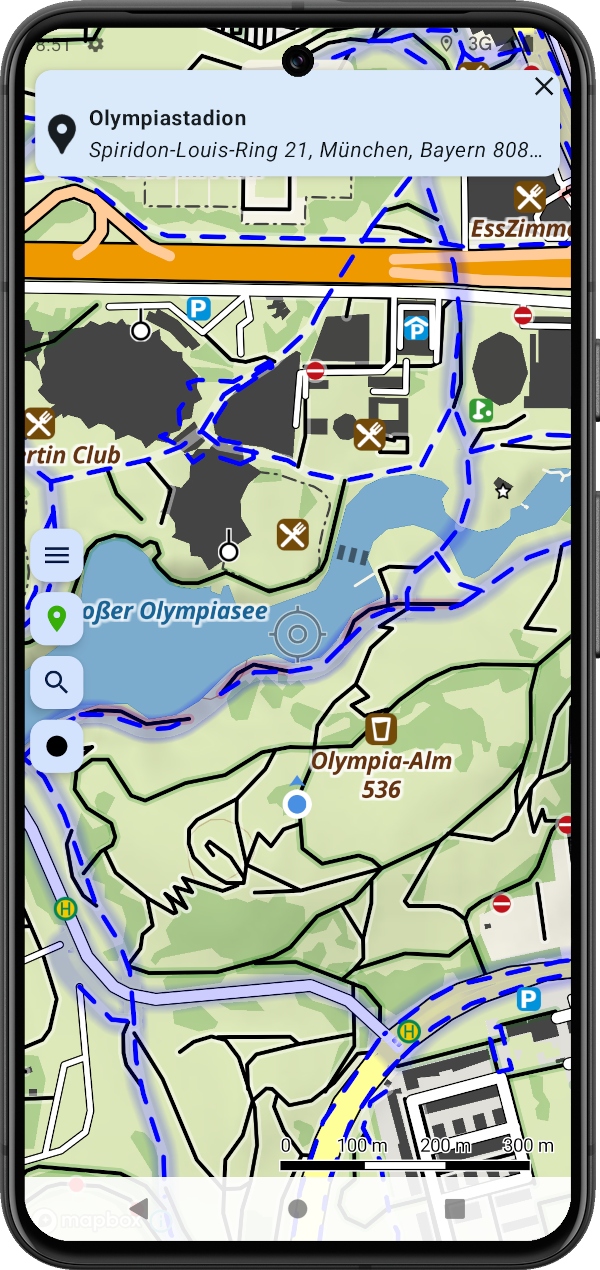 8:51
3G
Olympiastadion
Spiridon-Louis-Ring 21, München, Bayern 808…
EssZimme
P
P
ertin Club
oßer Olympiasee
Olympia-Alm
536
H
P
H
0 100 m 200 m 300 m
mapbox